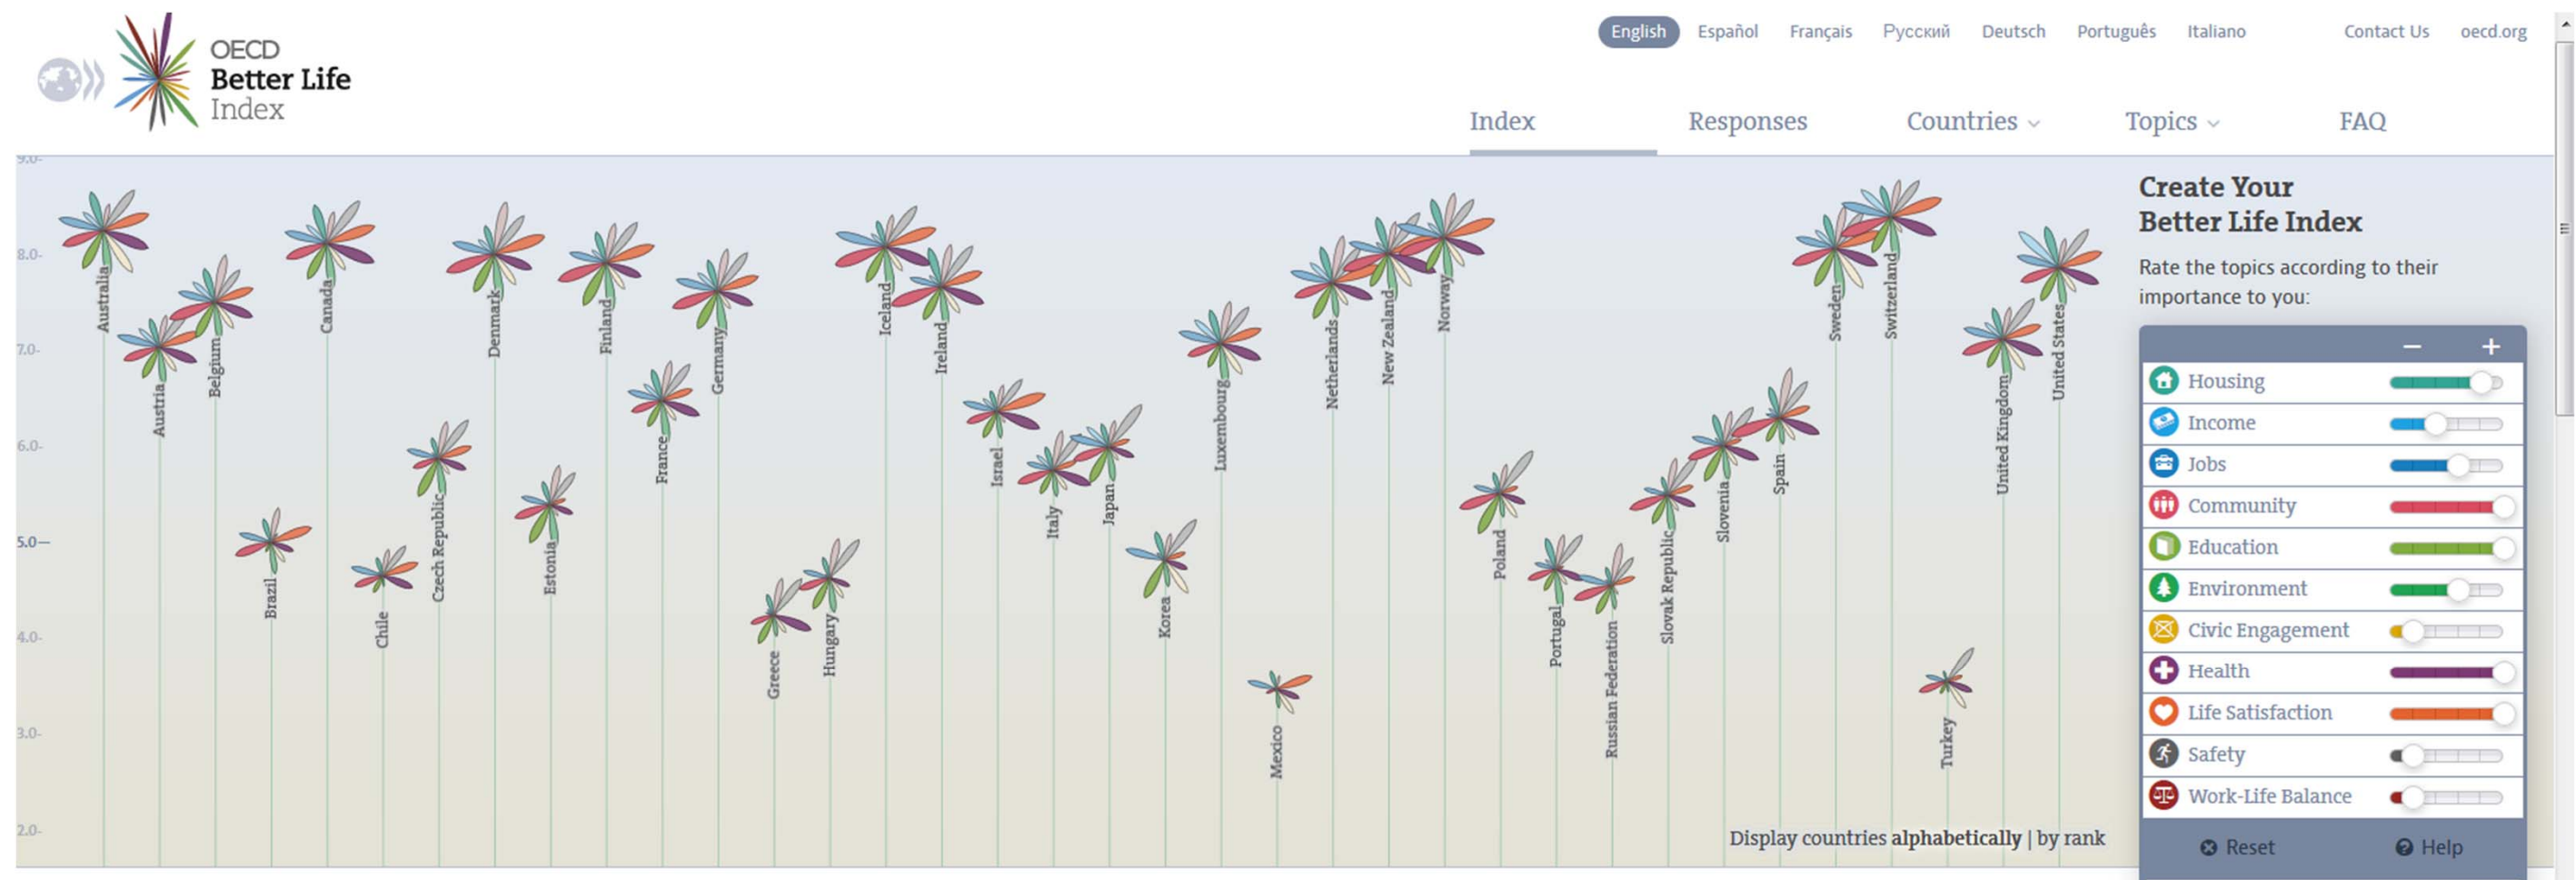 English Español Français Русский Deutsch Português Italiano Contact Us oecd.org
OECD
Better Life
Index
Index Responses Countries Topics FAQ
9.0-
8.0-
7.0-
6.0-
5.0—
4.0-
3.0-
2.0-
Australia
Austria
Belgium
Brazil
Canada
Chile
Czech Republic
Denmark
Estonia
Finland
France
Germany
Greece
Hungary
Iceland
Ireland
Israel
Italy
Japan
Korea
Luxembourg
Mexico
Netherlands
New Zealand
Norway
Poland
Portugal
Russian Federation
Slovak Republic
Slovenia
Spain
Sweden
Switzerland
Turkey
United Kingdom
United States
Display countries alphabetically | by rank
Create Your
Better Life Index
Rate the topics according to their
importance to you:
− +
Housing
Income
Jobs
Community
Education
Environment
Civic Engagement
Health
Life Satisfaction
Safety
Work-Life Balance
Reset Help